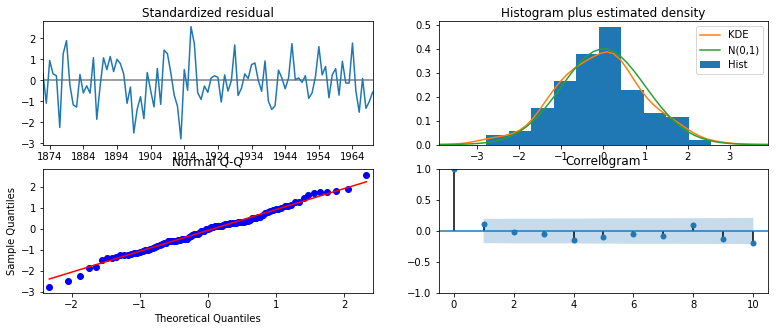 Standardized residual
2
1
0
−1
−2
−3
1874 1884 1894 1904 1914 1924 1934 1944 1954 1964
Histogram plus estimated density
0.5
0.4
0.3
0.2
0.1
0.0
−3 −2 −1 0 1 2 3
KDE
N(0,1)
Hist
Normal Q-Q
Sample Quantiles
2
1
0
−1
−2
−3
−2 −1 0 1 2
Theoretical Quantiles
Correlogram
1.0
0.5
0.0
−0.5
−1.0
0 2 4 6 8 10